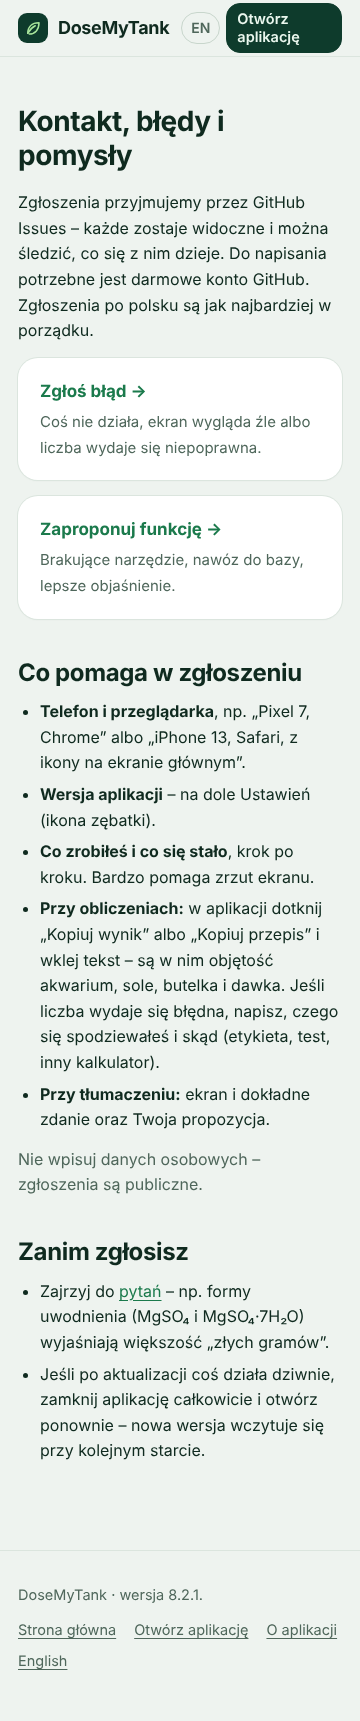 DoseMyTank
EN
Otwórz
aplikację
Kontakt, błędy i
pomysły
Zgłoszenia przyjmujemy przez GitHub
Issues – każde zostaje widoczne i można
śledzić, co się z nim dzieje. Do napisania
potrzebne jest darmowe konto GitHub.
Zgłoszenia po polsku są jak najbardziej w
porządku.
Zgłoś błąd →
Coś nie działa, ekran wygląda źle albo
liczba wydaje się niepoprawna.
Zaproponuj funkcję →
Brakujące narzędzie, nawóz do bazy,
lepsze objaśnienie.
Co pomaga w zgłoszeniu
• Telefon i przeglądarka, np. „Pixel 7,
Chrome” albo „iPhone 13, Safari, z
ikony na ekranie głównym”.
• Wersja aplikacji – na dole Ustawień
(ikona zębatki).
• Co zrobiłeś i co się stało, krok po
kroku. Bardzo pomaga zrzut ekranu.
• Przy obliczeniach: w aplikacji dotknij
„Kopiuj wynik” albo „Kopiuj przepis” i
wklej tekst – są w nim objętość
akwarium, sole, butelka i dawka. Jeśli
liczba wydaje się błędna, napisz, czego
się spodziewałeś i skąd (etykieta, test,
inny kalkulator).
• Przy tłumaczeniu: ekran i dokładne
zdanie oraz Twoja propozycja.
Nie wpisuj danych osobowych –
zgłoszenia są publiczne.
Zanim zgłosisz
• Zajrzyj do pytań – np. formy
uwodnienia (MgSO₄ i MgSO₄·7H₂O)
wyjaśniają większość „złych gramów”.
• Jeśli po aktualizacji coś działa dziwnie,
zamknij aplikację całkowicie i otwórz
ponownie – nowa wersja wczytuje się
przy kolejnym starcie.
DoseMyTank · wersja 8.2.1.
Strona główna Otwórz aplikację O aplikacji
English